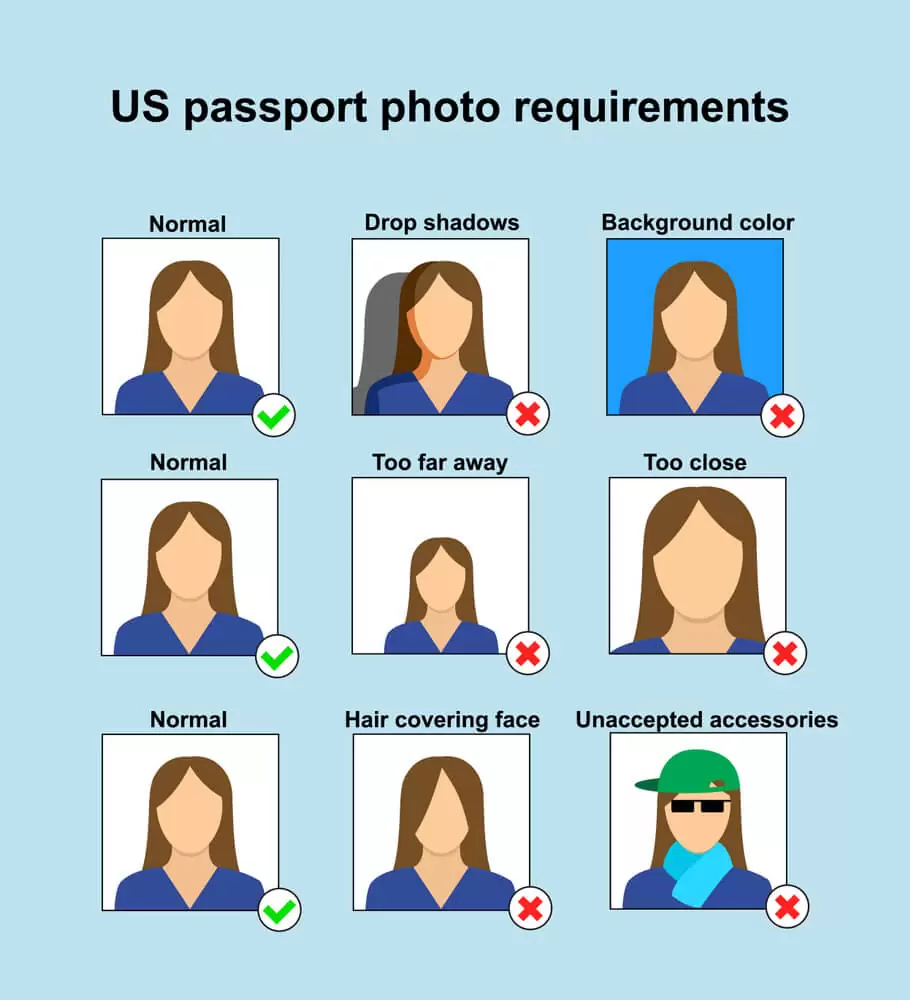 US passport photo requirements
Normal
Drop shadows
Background color
Normal
Too far away
Too close
Normal
Hair covering face
Unaccepted accessories